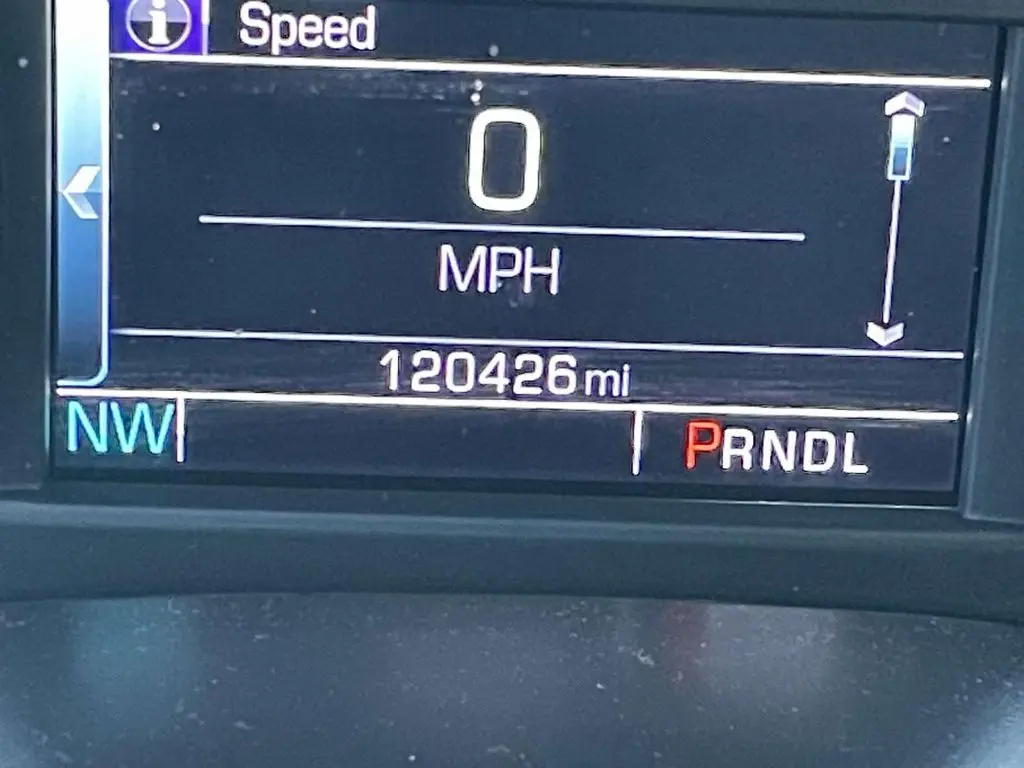 i Speed
0
MPH
120426 mi
NW PRNDL